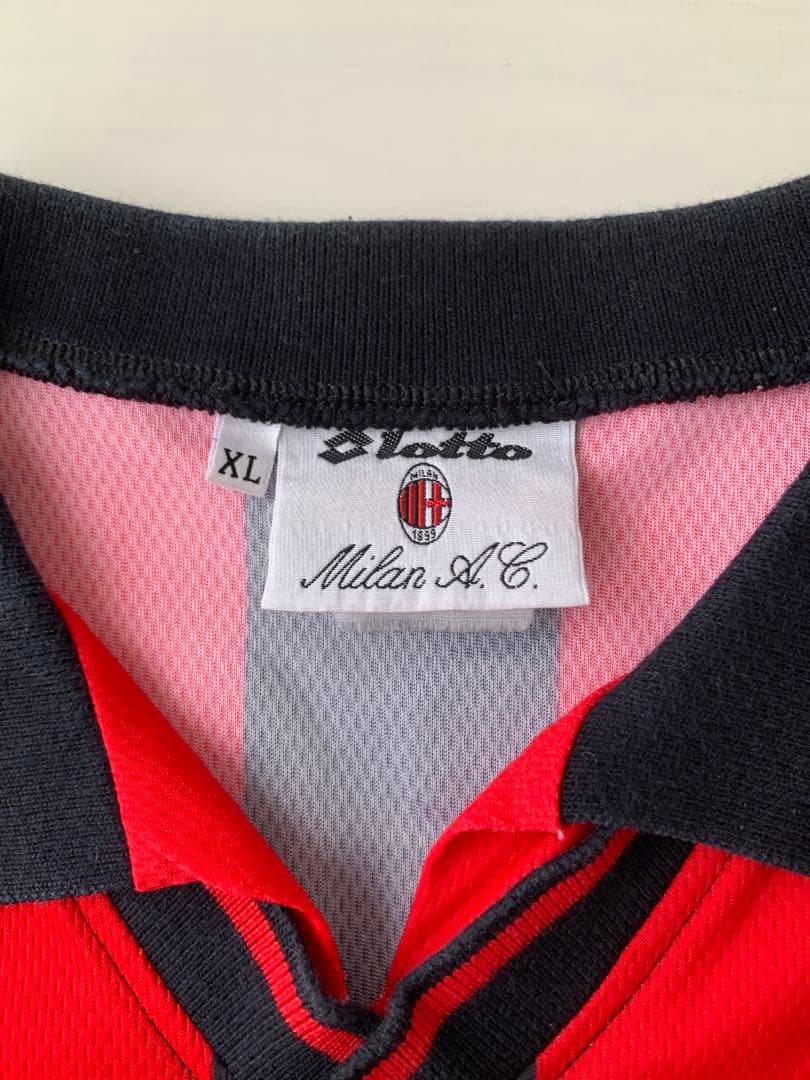 XL
lotto
MILAN
1899
Milan A.C.